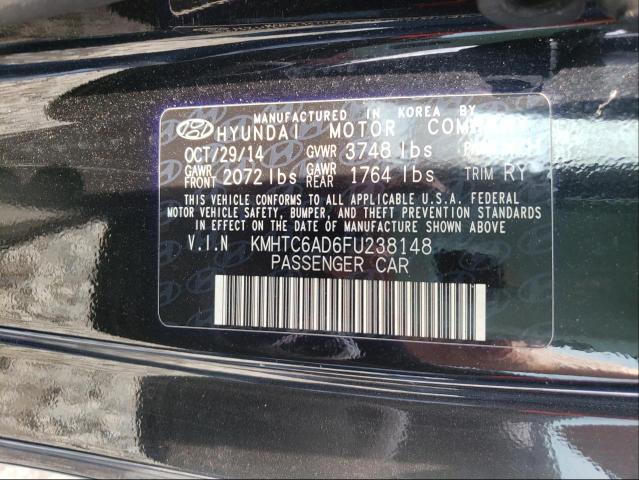 MANUFACTURED IN KOREA BY
HYUNDAI MOTOR COMPANY
OCT/29/14 GVWR 3748 lbs
GAWR FRONT 2072 lbs GAWR REAR 1764 lbs TRIM RY
THIS VEHICLE CONFORMS TO ALL APPLICABLE U.S.A. FEDERAL
MOTOR VEHICLE SAFETY, BUMPER, AND THEFT PREVENTION STANDARDS
IN EFFECT ON THE DATE OF MANUFACTURE SHOWN ABOVE.
V.I.N KMHTC6AD6FU238148
PASSENGER CAR